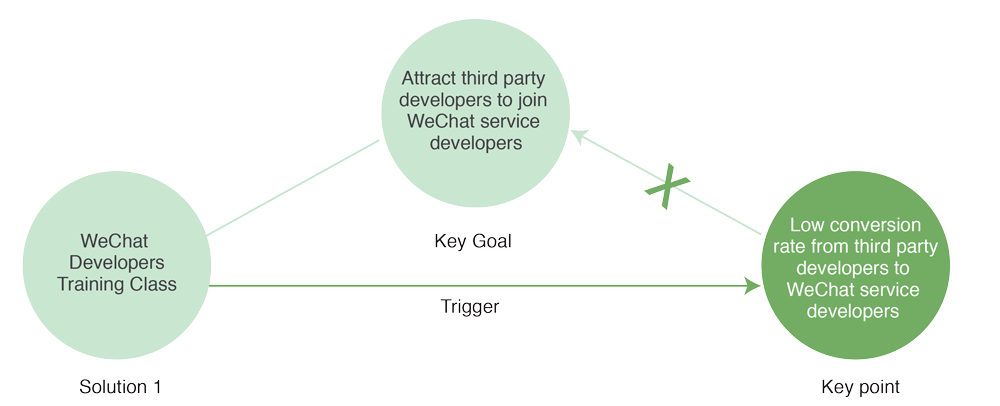 Attract third party
developers to join
WeChat service
developers
Key Goal
WeChat
Developers
Training Class
Solution 1
Trigger
Low conversion
rate from third party
developers to
WeChat service
developers
Key point